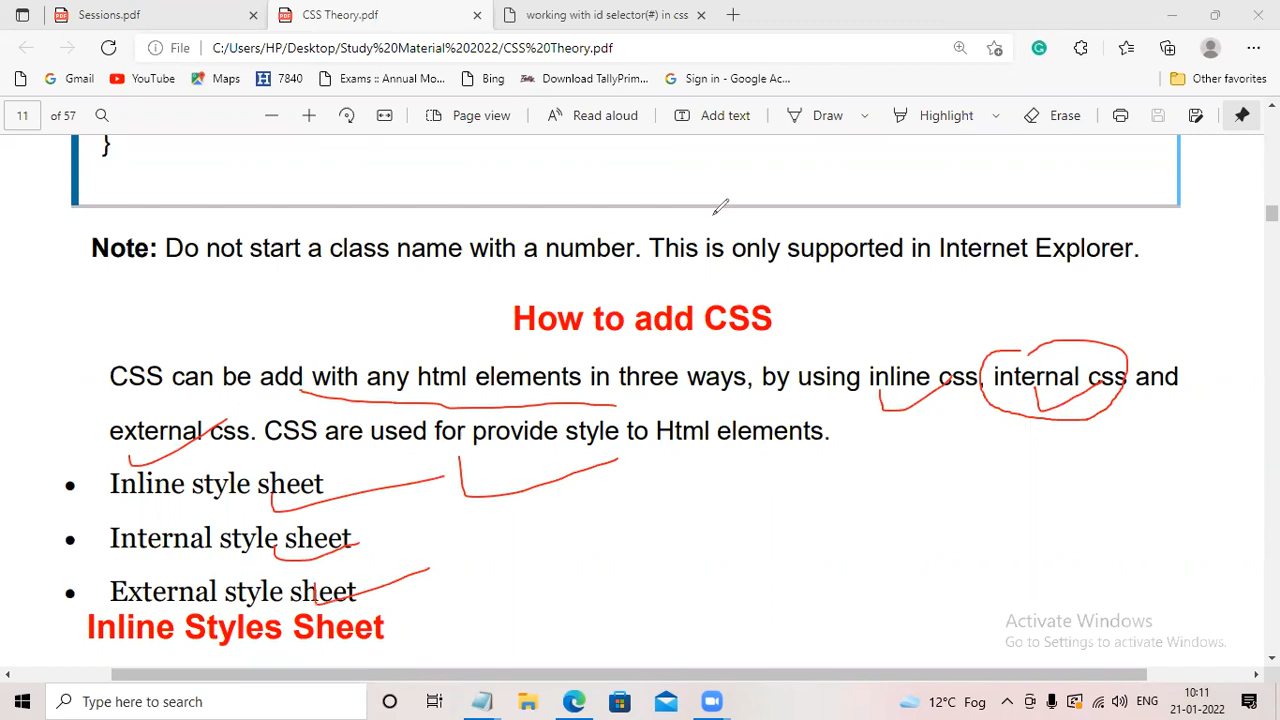 Sessions.pdf
CSS Theory.pdf
working with id selector(#) in css
File
C:/Users/HP/Desktop/Study%20Material%202022/CSS%20Theory.pdf
Gmail
YouTube
Maps
7840
Exams :: Annual Mo...
Bing
Download TallyPrim...
Sign in - Google Ac...
Other favorites
11 of 57
Page view
Read aloud
Add text
Draw
Highlight
Erase
}
Note: Do not start a class name with a number. This is only supported in Internet Explorer.
How to add CSS
CSS can be add with any html elements in three ways, by using inline css, internal css and
external css. CSS are used for provide style to Html elements.
• Inline style sheet
• Internal style sheet
• External style sheet
Inline Styles Sheet
Activate Windows
Go to Settings to activate Windows.
Type here to search
12°C Fog
ENG
10:11
21-01-2022